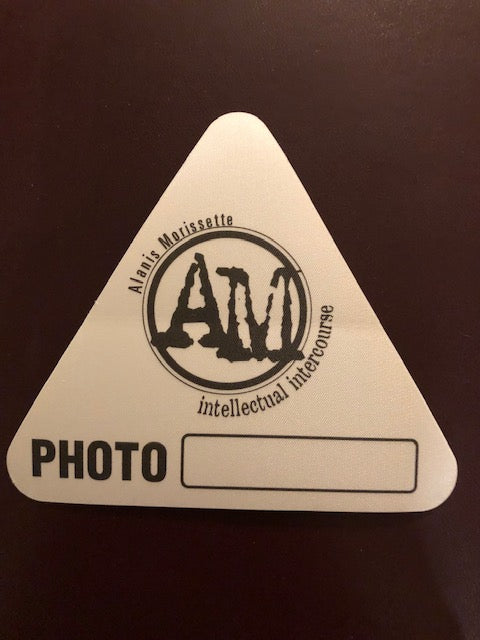 Alanis Morissette
AM
intellectual intercourse
PHOTO